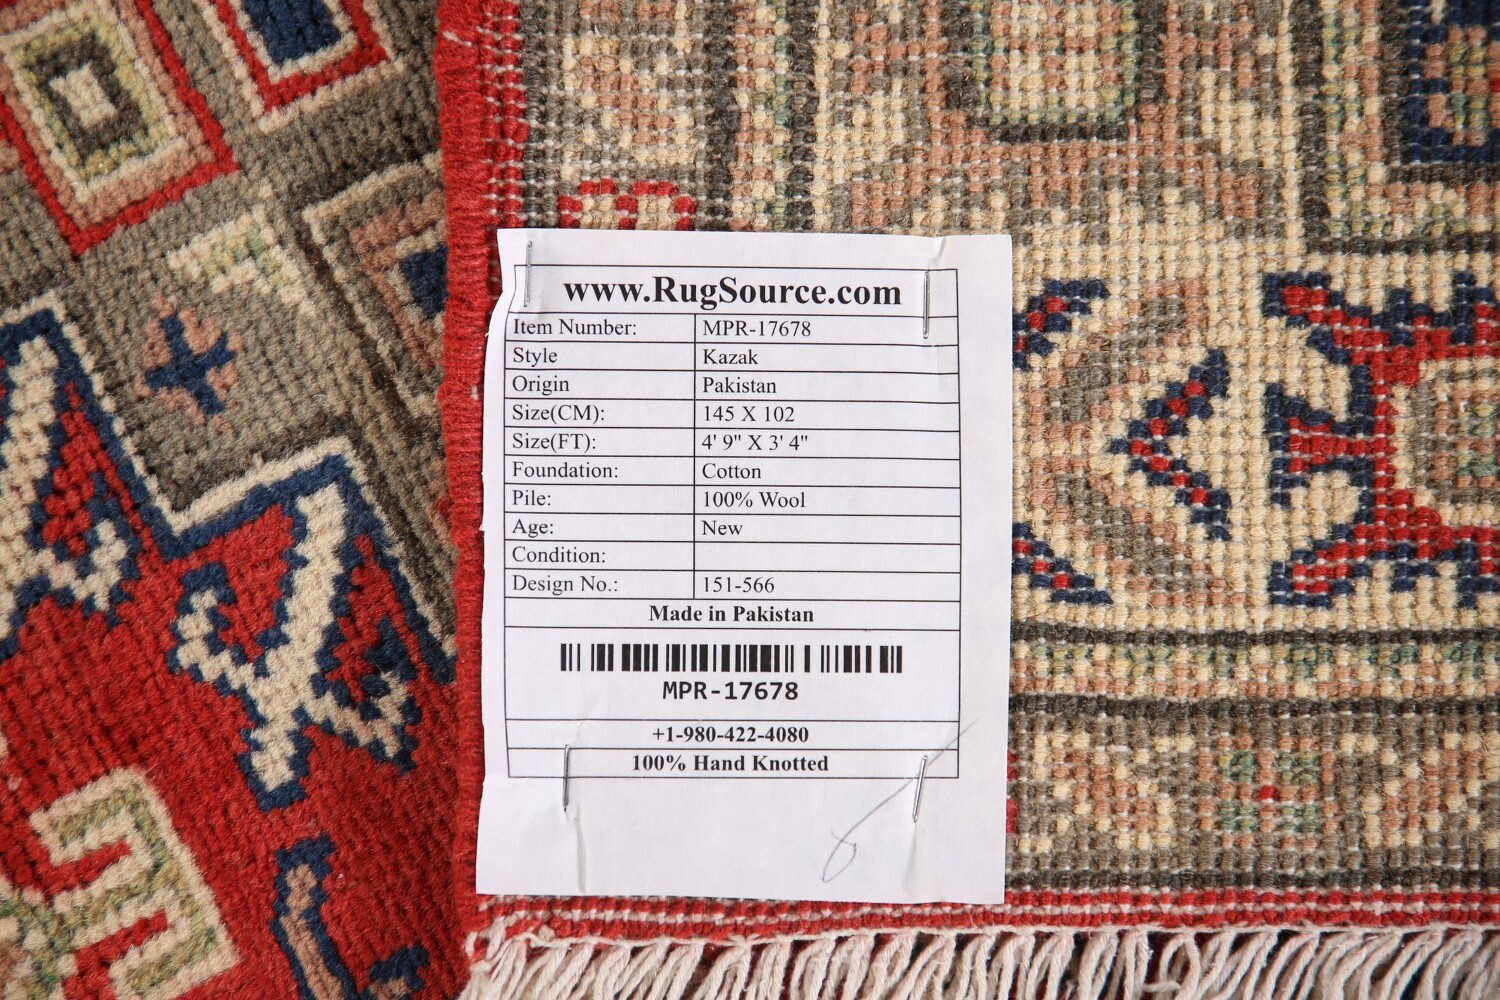 www.RugSource.com
Item Number: MPR-17678
Style Kazak
Origin Pakistan
Size(CM): 145 X 102
Size(FT): 4' 9" X 3' 4"
Foundation: Cotton
Pile: 100% Wool
Age: New
Condition:
Design No.: 151-566
Made in Pakistan
MPR-17678
+1-980-422-4080
100% Hand Knotted